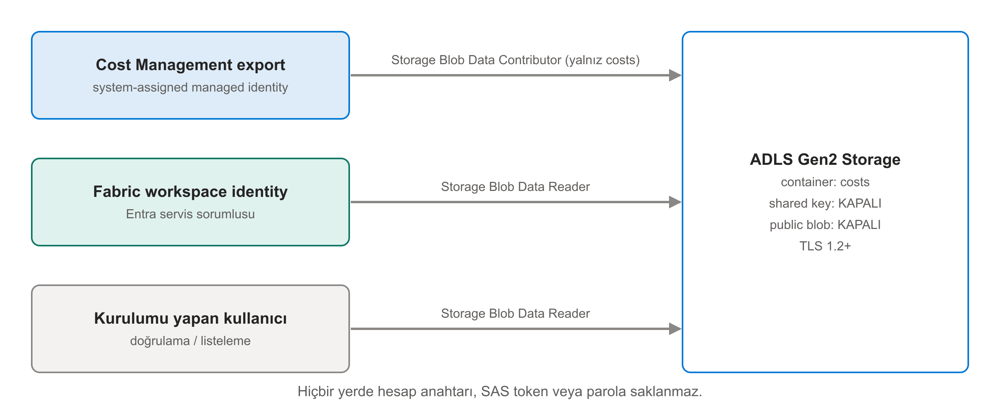 Cost Management export
system-assigned managed identity
Storage Blob Data Contributor (yalnız costs)
Fabric workspace identity
Entra servis sorumlusu
Storage Blob Data Reader
Kurulumu yapan kullanıcı
doğrulama / listeleme
Storage Blob Data Reader
ADLS Gen2 Storage
container: costs
shared key: KAPALI
public blob: KAPALI
TLS 1.2+
Hiçbir yerde hesap anahtarı, SAS token veya parola saklanmaz.